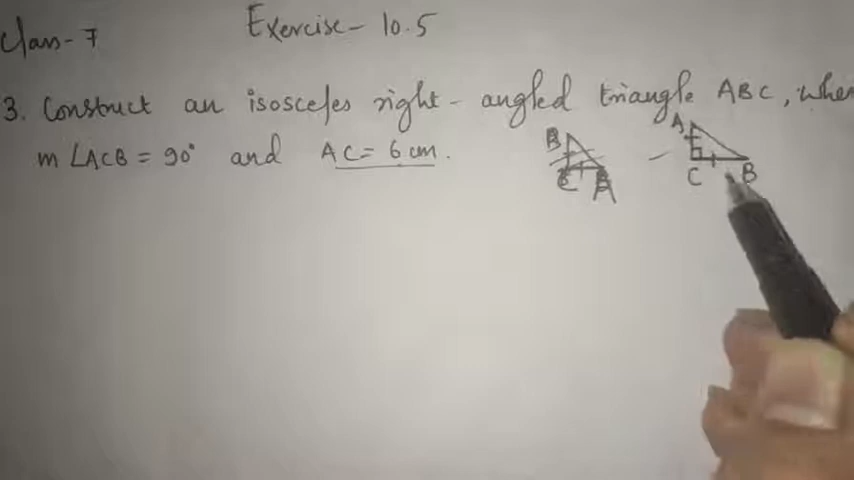 Class-7
Exercise- 10.5
3. Construct an isosceles right-angled triangle ABC, where
m ∠ACB = 90° and AC = 6 cm.
B
A
A
C
B